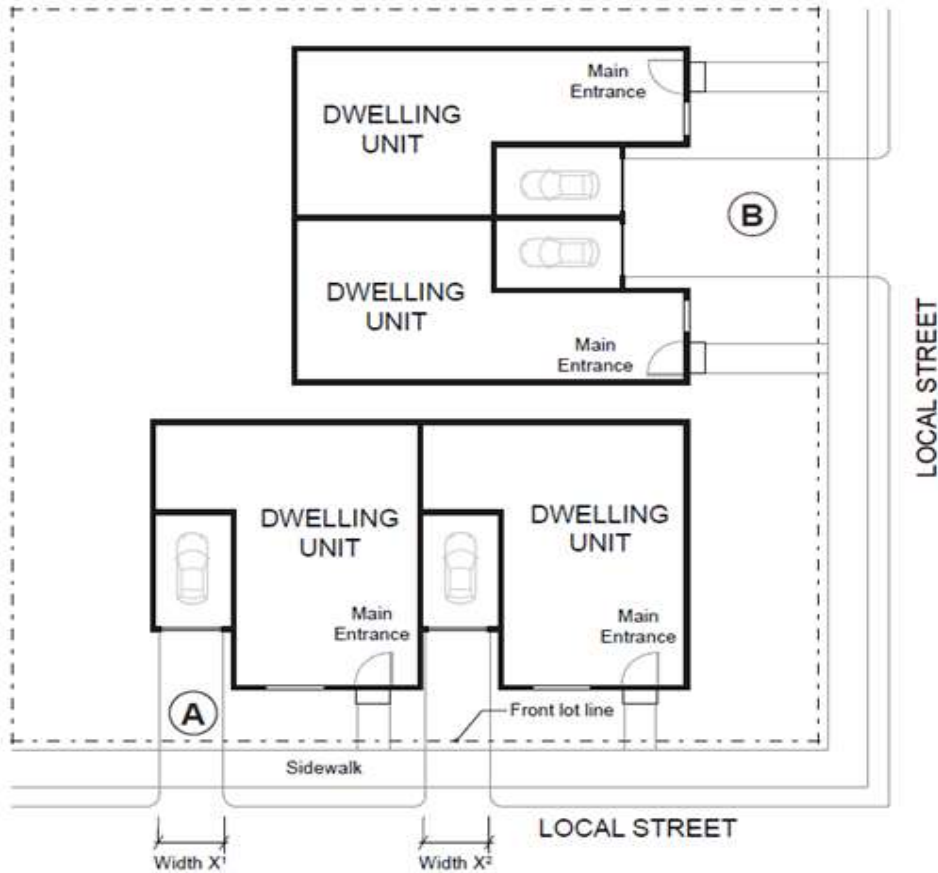 Main
Entrance
DWELLING
UNIT
B
DWELLING
UNIT
Main
Entrance
LOCAL STREET
DWELLING
UNIT
DWELLING
UNIT
Main
Entrance
Main
Entrance
A
Front lot line
Sidewalk
LOCAL STREET
Width X¹
Width X²